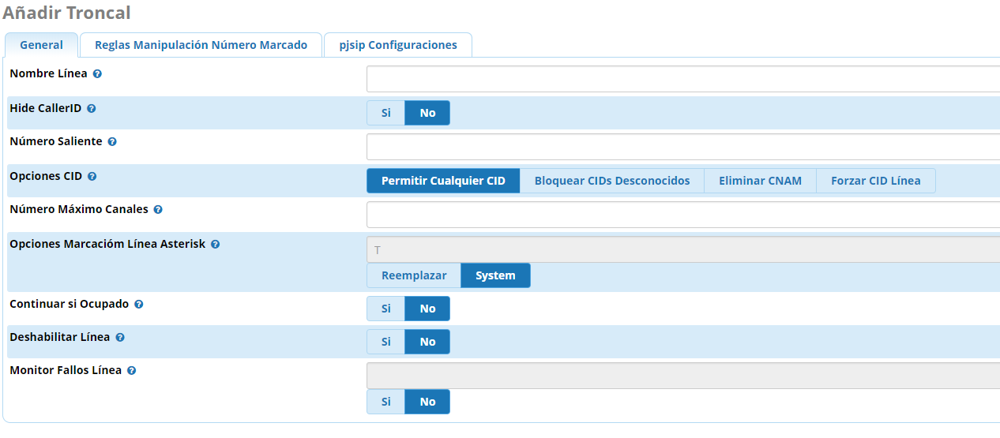 Añadir Troncal
General Reglas Manipulación Número Marcado pjsip Configuraciones
Nombre Línea
Hide CallerID Si No
Número Saliente
Opciones CID Permitir Cualquier CID Bloquear CIDs Desconocidos Eliminar CNAM Forzar CID Línea
Número Máximo Canales
Opciones Marcacióm Línea Asterisk T
Reemplazar System
Continuar si Ocupado Si No
Deshabilitar Línea Si No
Monitor Fallos Línea
Si No